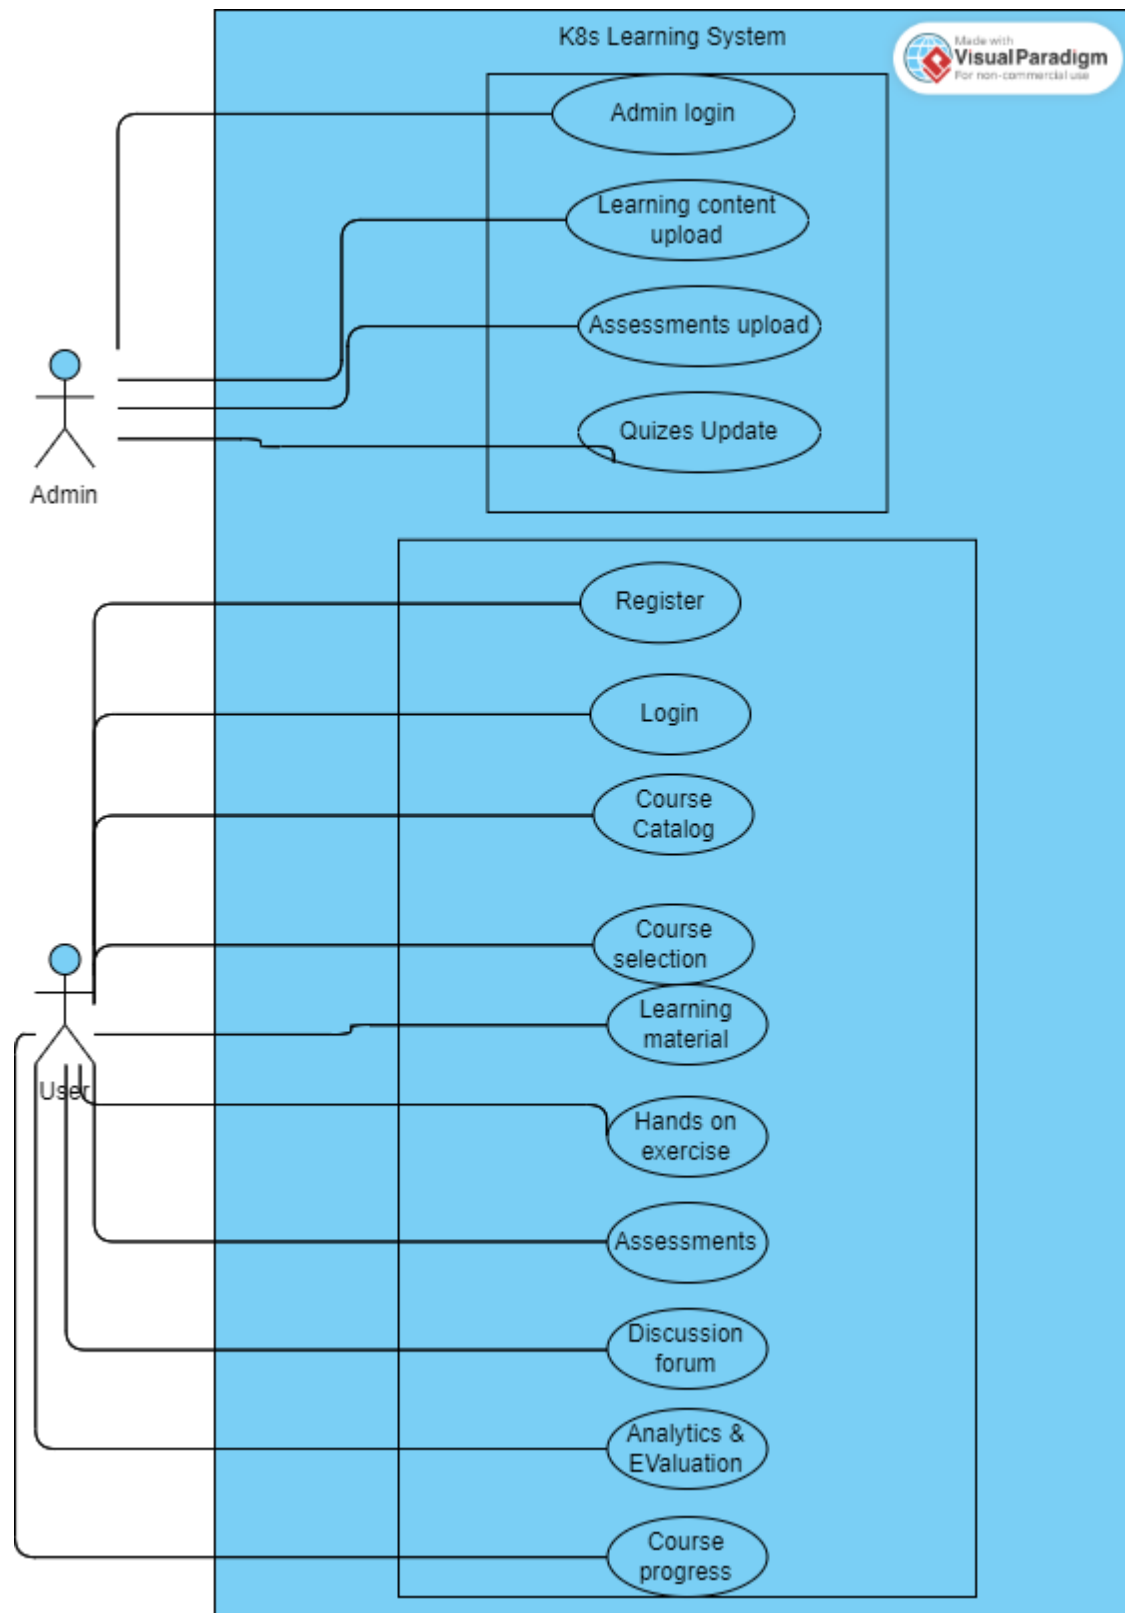 K8s Learning System
Made with
Visual Paradigm
For non-commercial use
Admin login
Learning content
upload
Assessments upload
Quizes Update
Admin
Register
Login
Course
Catalog
Course
selection
Learning
material
User
Hands on
exercise
Assessments
Discussion
forum
Analytics &
EValuation
Course
progress